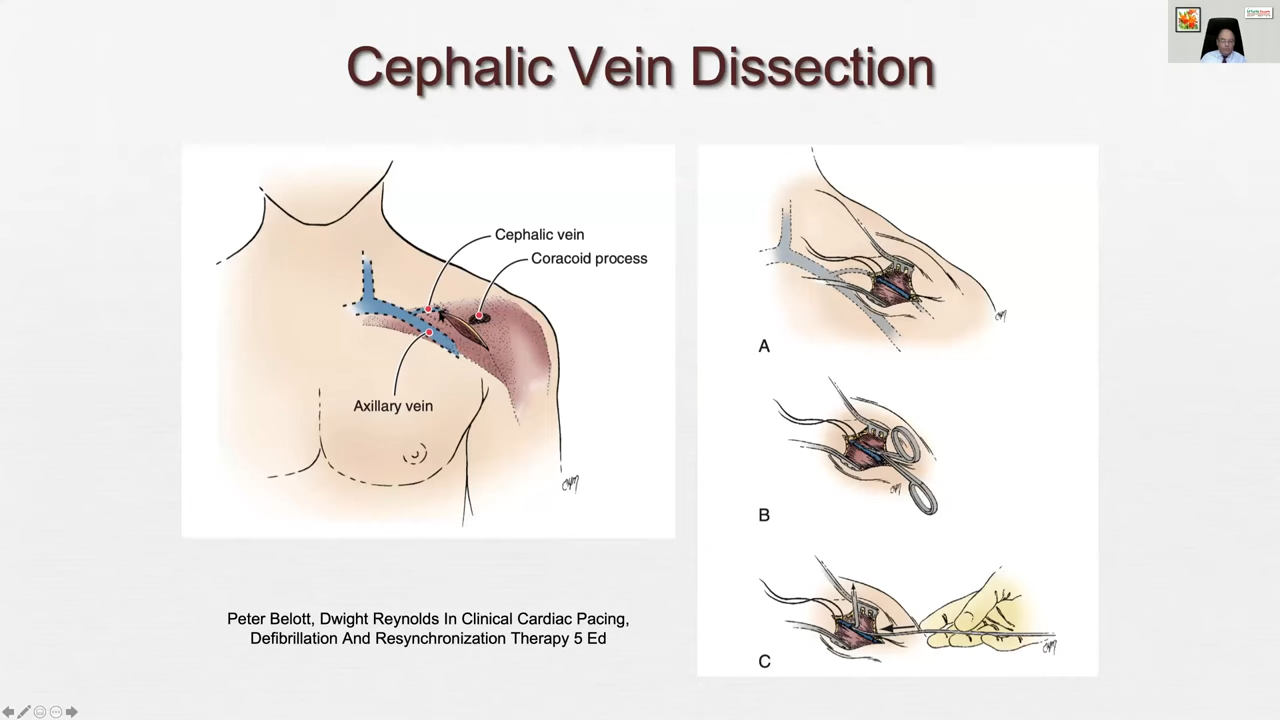 Cephalic Vein Dissection
Cephalic vein
Coracoid process
Axillary vein
A
B
C
Peter Belott, Dwight Reynolds In Clinical Cardiac Pacing,
Defibrillation And Resynchronization Therapy 5 Ed